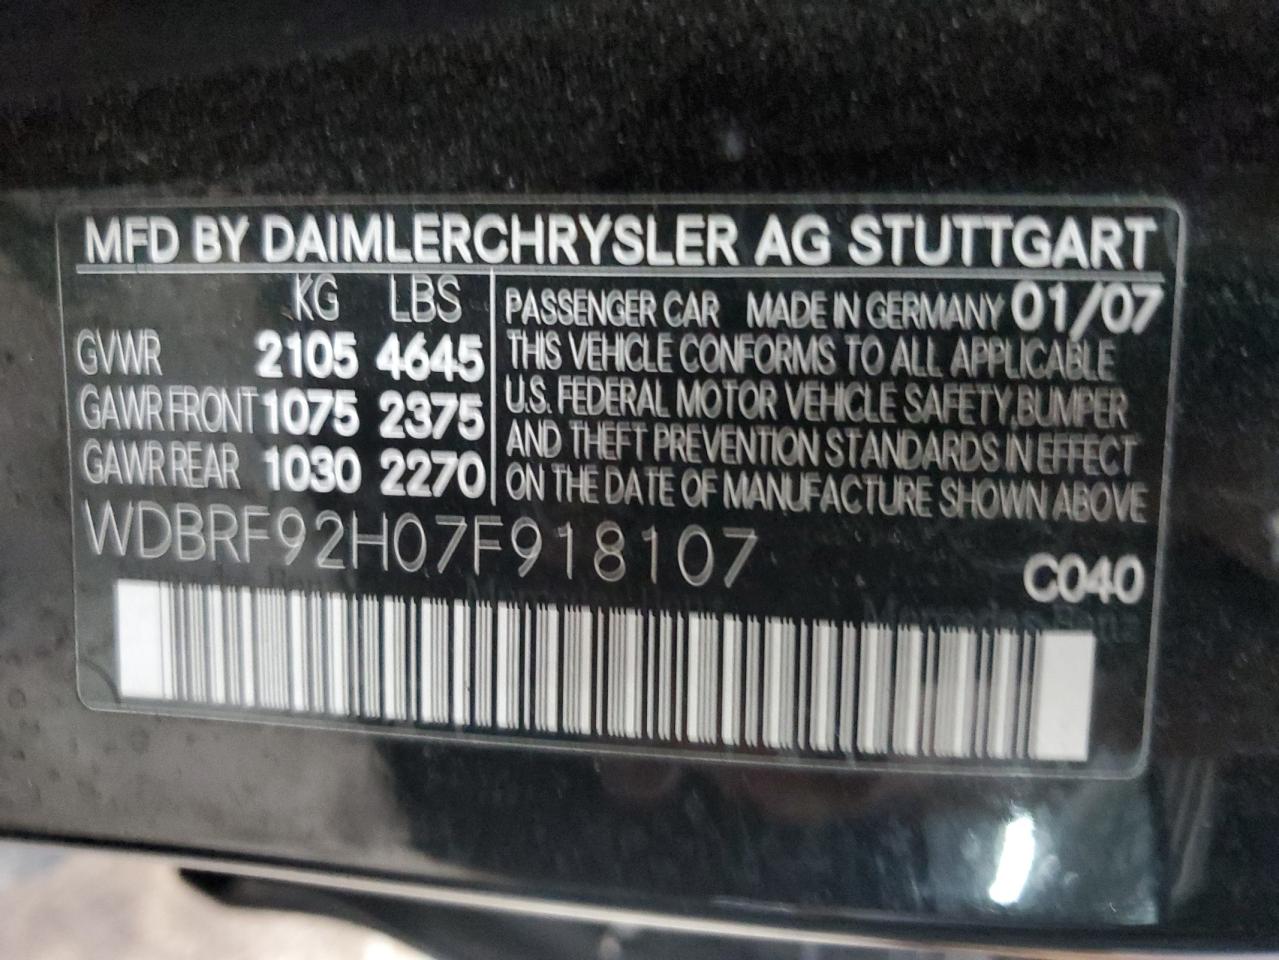 MFD BY DAIMLERCHRYSLER AG STUTTGART
KG LBS
GVWR 2105 4645
GAWR FRONT 1075 2375
GAWR REAR 1030 2270
PASSENGER CAR MADE IN GERMANY 01/07
THIS VEHICLE CONFORMS TO ALL APPLICABLE
U.S. FEDERAL MOTOR VEHICLE SAFETY, BUMPER
AND THEFT PREVENTION STANDARDS IN EFFECT
ON THE DATE OF MANUFACTURE SHOWN ABOVE
WDBRF92H07F918107
C040
Mercedes-Benz